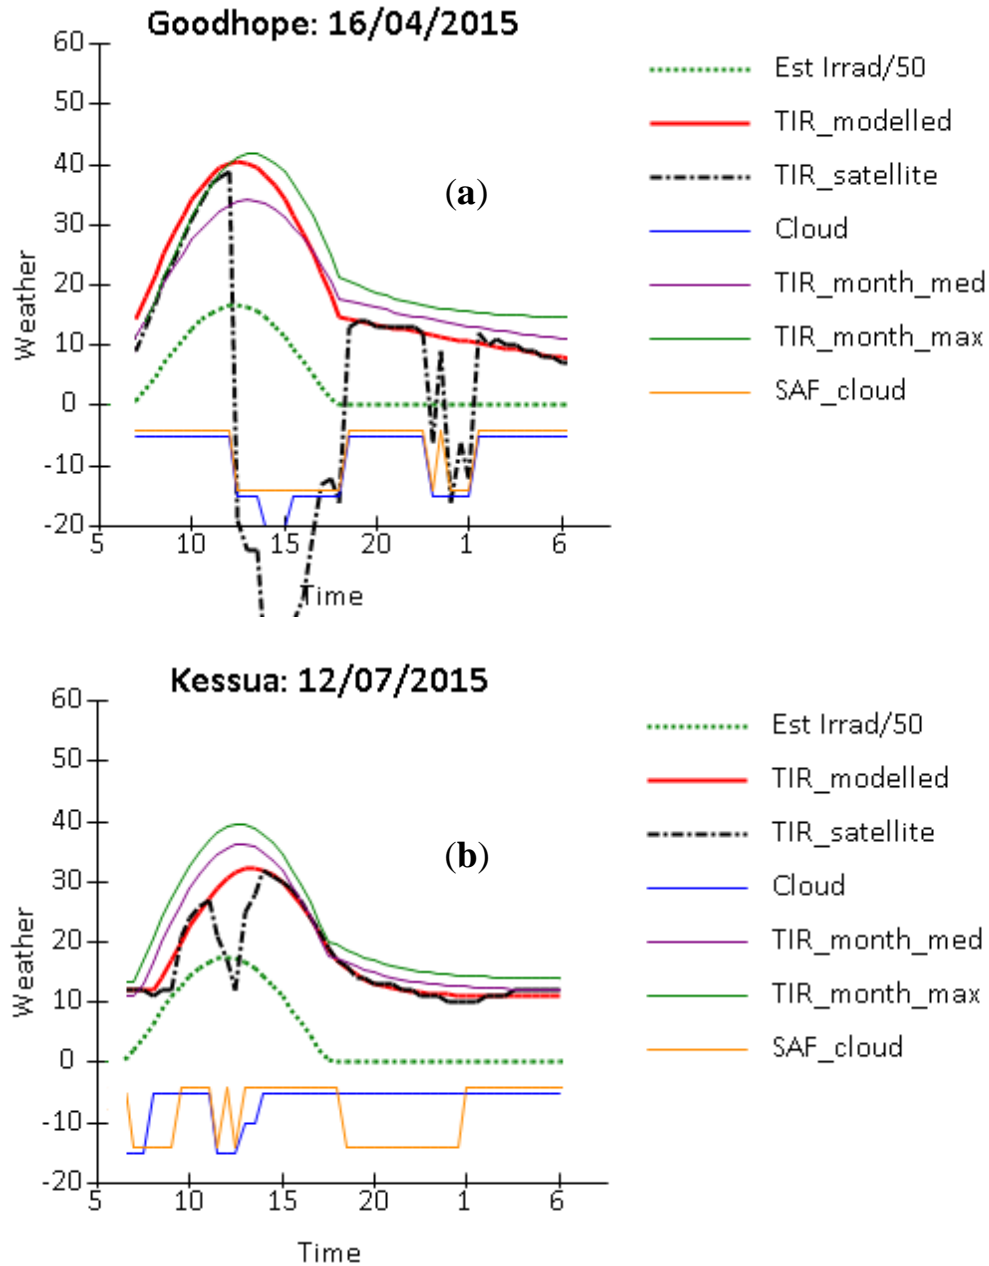 Goodhope: 16/04/2015
60
50
40
30
20
10
0
-10
-20
Weather
5 10 15 20 1 6
Time
(a)
Est Irrad/50
TIR_modelled
TIR_satellite
Cloud
TIR_month_med
TIR_month_max
SAF_cloud
Kessua: 12/07/2015
60
50
40
30
20
10
0
-10
-20
Weather
5 10 15 20 1 6
Time
(b)
Est Irrad/50
TIR_modelled
TIR_satellite
Cloud
TIR_month_med
TIR_month_max
SAF_cloud